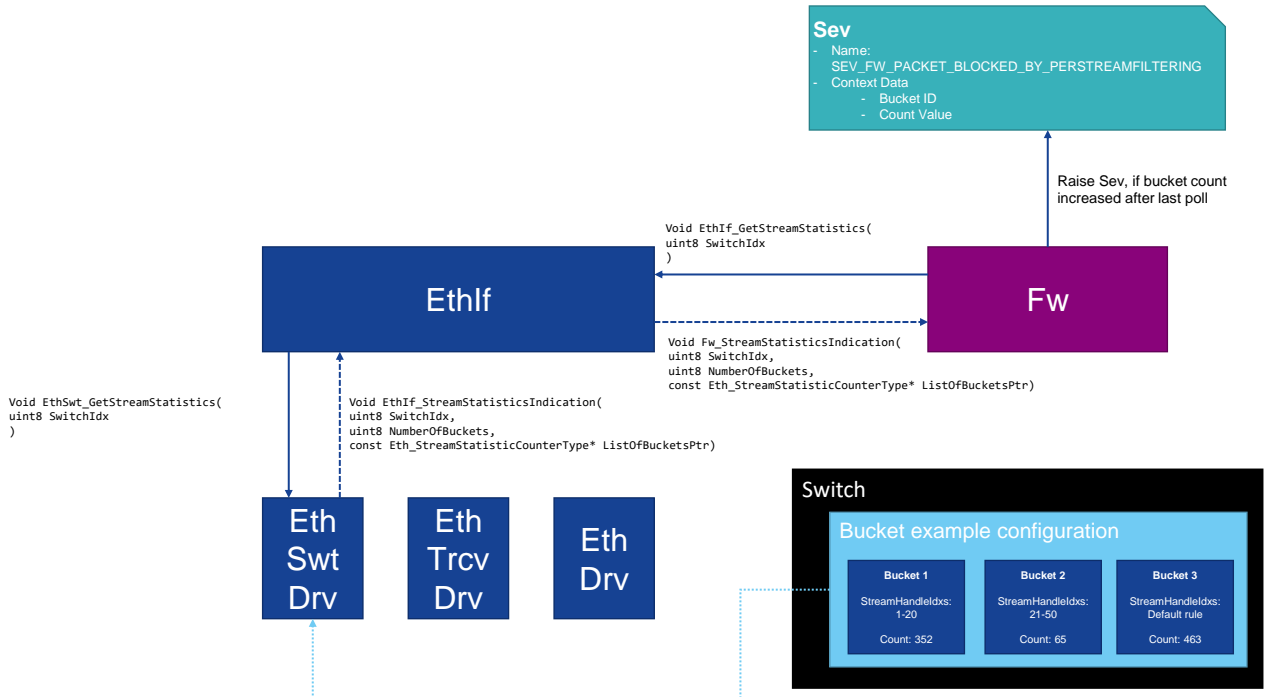 Sev
- Name:
SEV_FW_PACKET_BLOCKED_BY_PERSTREAMFILTERING
- Context Data
- Bucket ID
- Count Value
Raise Sev, if bucket count
increased after last poll
Void EthIf_GetStreamStatistics(
uint8 SwitchIdx
)
EthIf
Fw
Void Fw_StreamStatisticsIndication(
uint8 SwitchIdx,
uint8 NumberOfBuckets,
const Eth_StreamStatisticCounterType* ListOfBucketsPtr)
Void EthSwt_GetStreamStatistics(
uint8 SwitchIdx
)
Void EthIf_StreamStatisticsIndication(
uint8 SwitchIdx,
uint8 NumberOfBuckets,
const Eth_StreamStatisticCounterType* ListOfBucketsPtr)
Eth
Swt
Drv
Eth
Trcv
Drv
Eth
Drv
Switch
Bucket example configuration
Bucket 1
StreamHandleIdxs:
1-20
Count: 352
Bucket 2
StreamHandleIdxs:
21-50
Count: 65
Bucket 3
StreamHandleIdxs:
Default rule
Count: 463